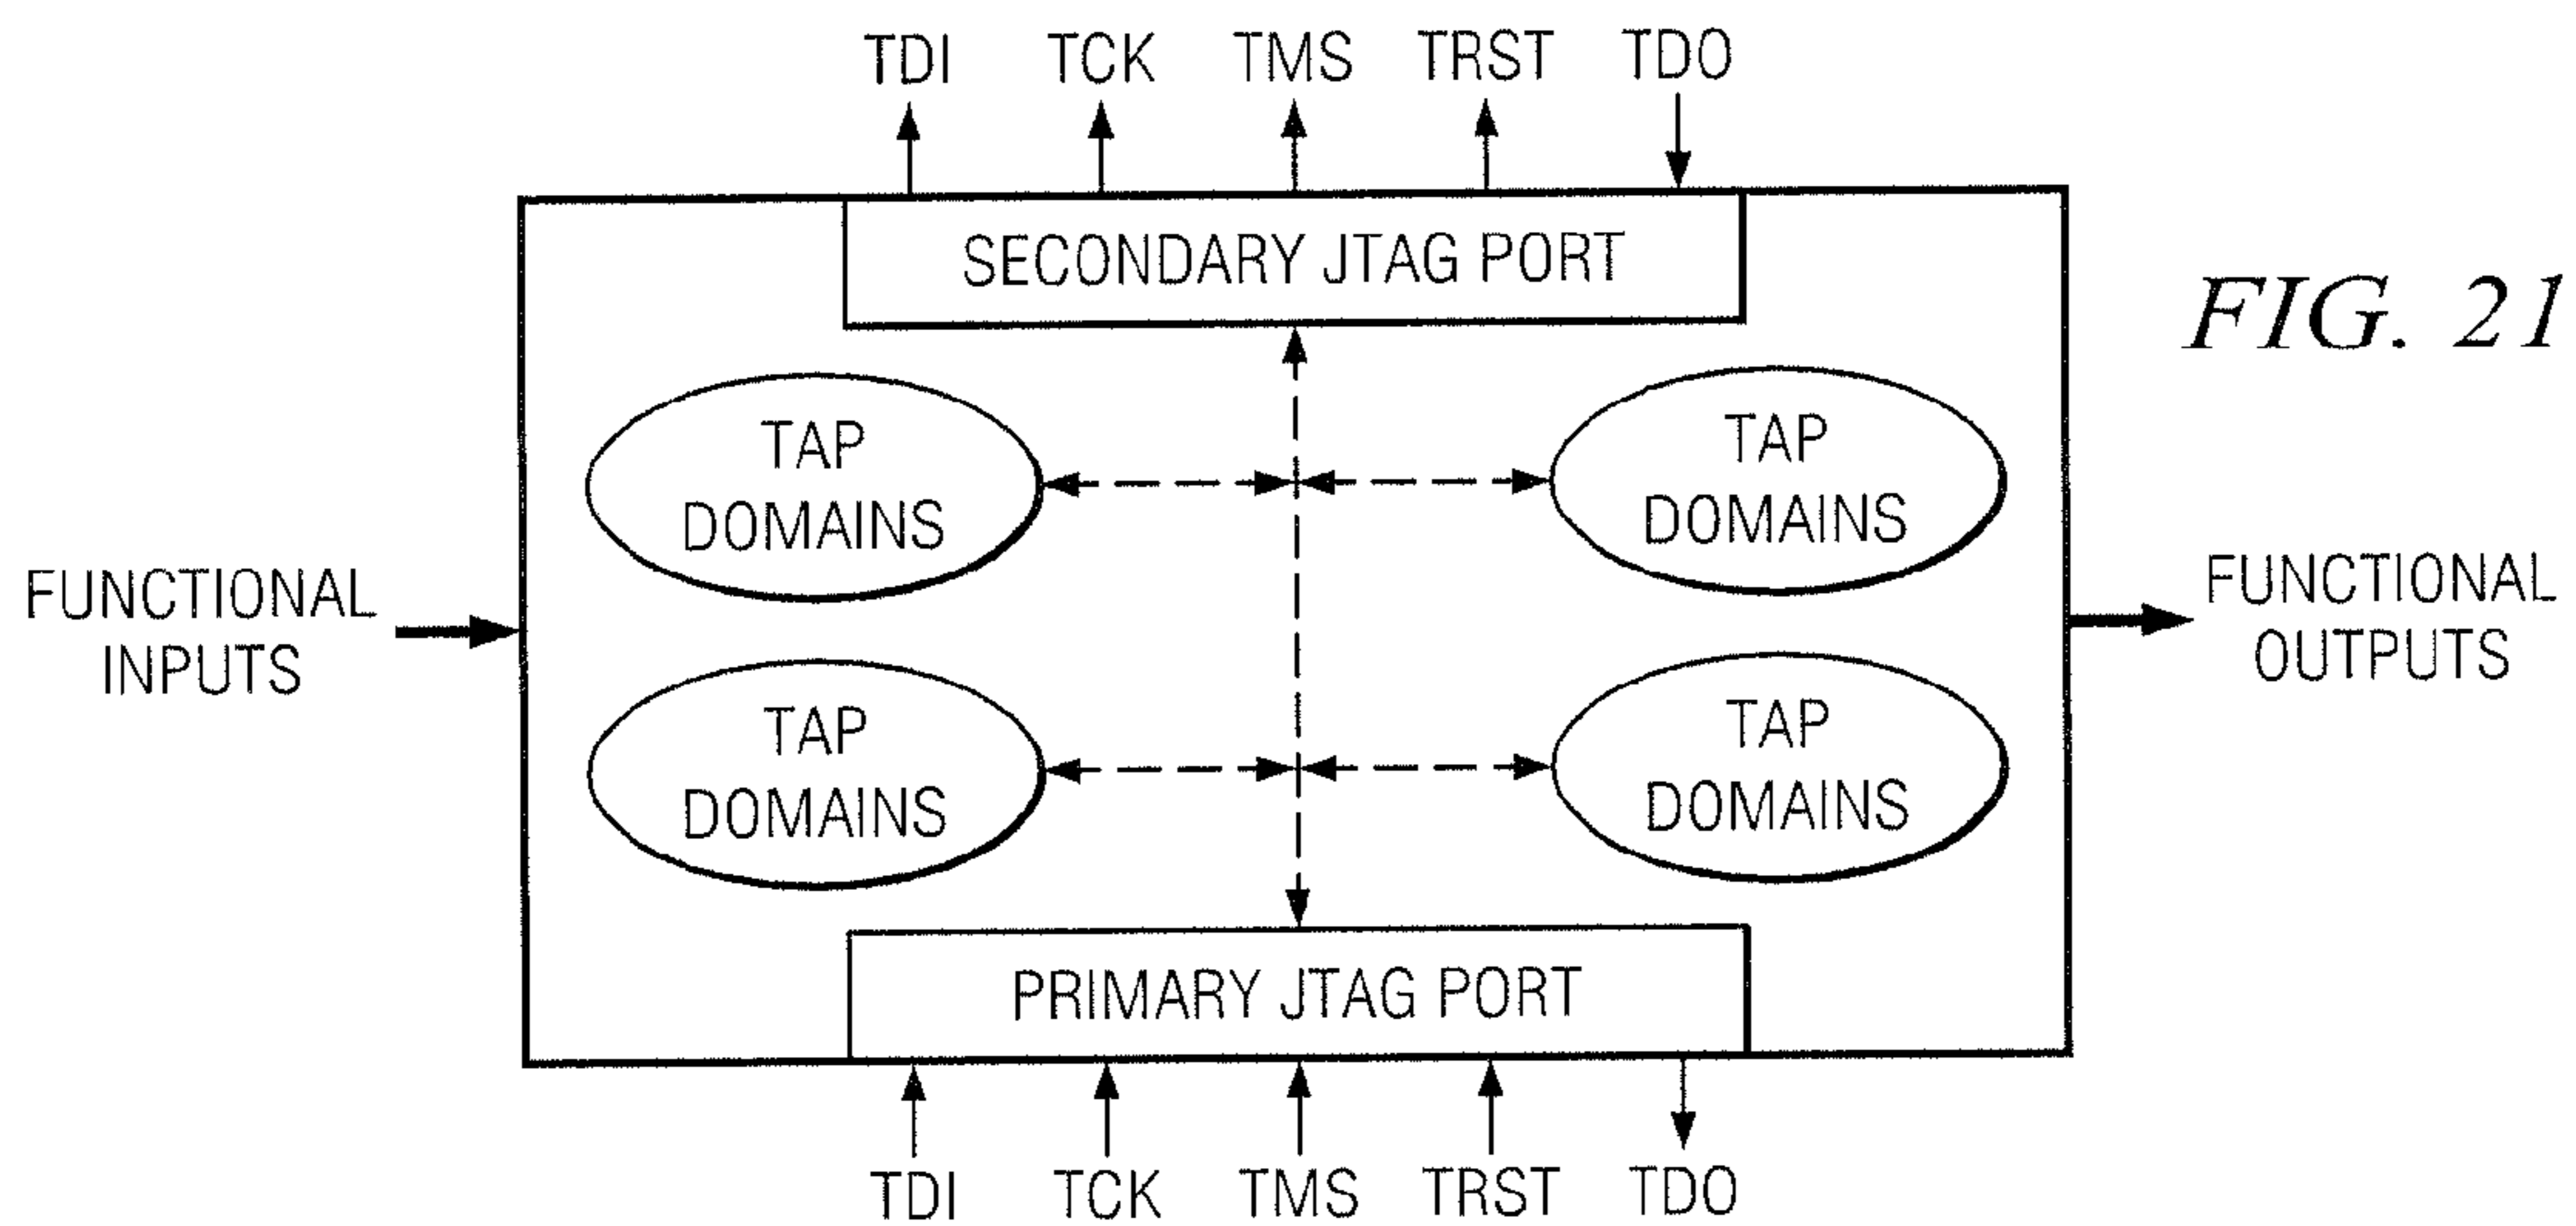 TDI TCK TMS TRST TDO
SECONDARY JTAG PORT
FIG. 21
TAP
DOMAINS
TAP
DOMAINS
FUNCTIONAL
INPUTS
FUNCTIONAL
OUTPUTS
TAP
DOMAINS
TAP
DOMAINS
PRIMARY JTAG PORT
TDI TCK TMS TRST TDO